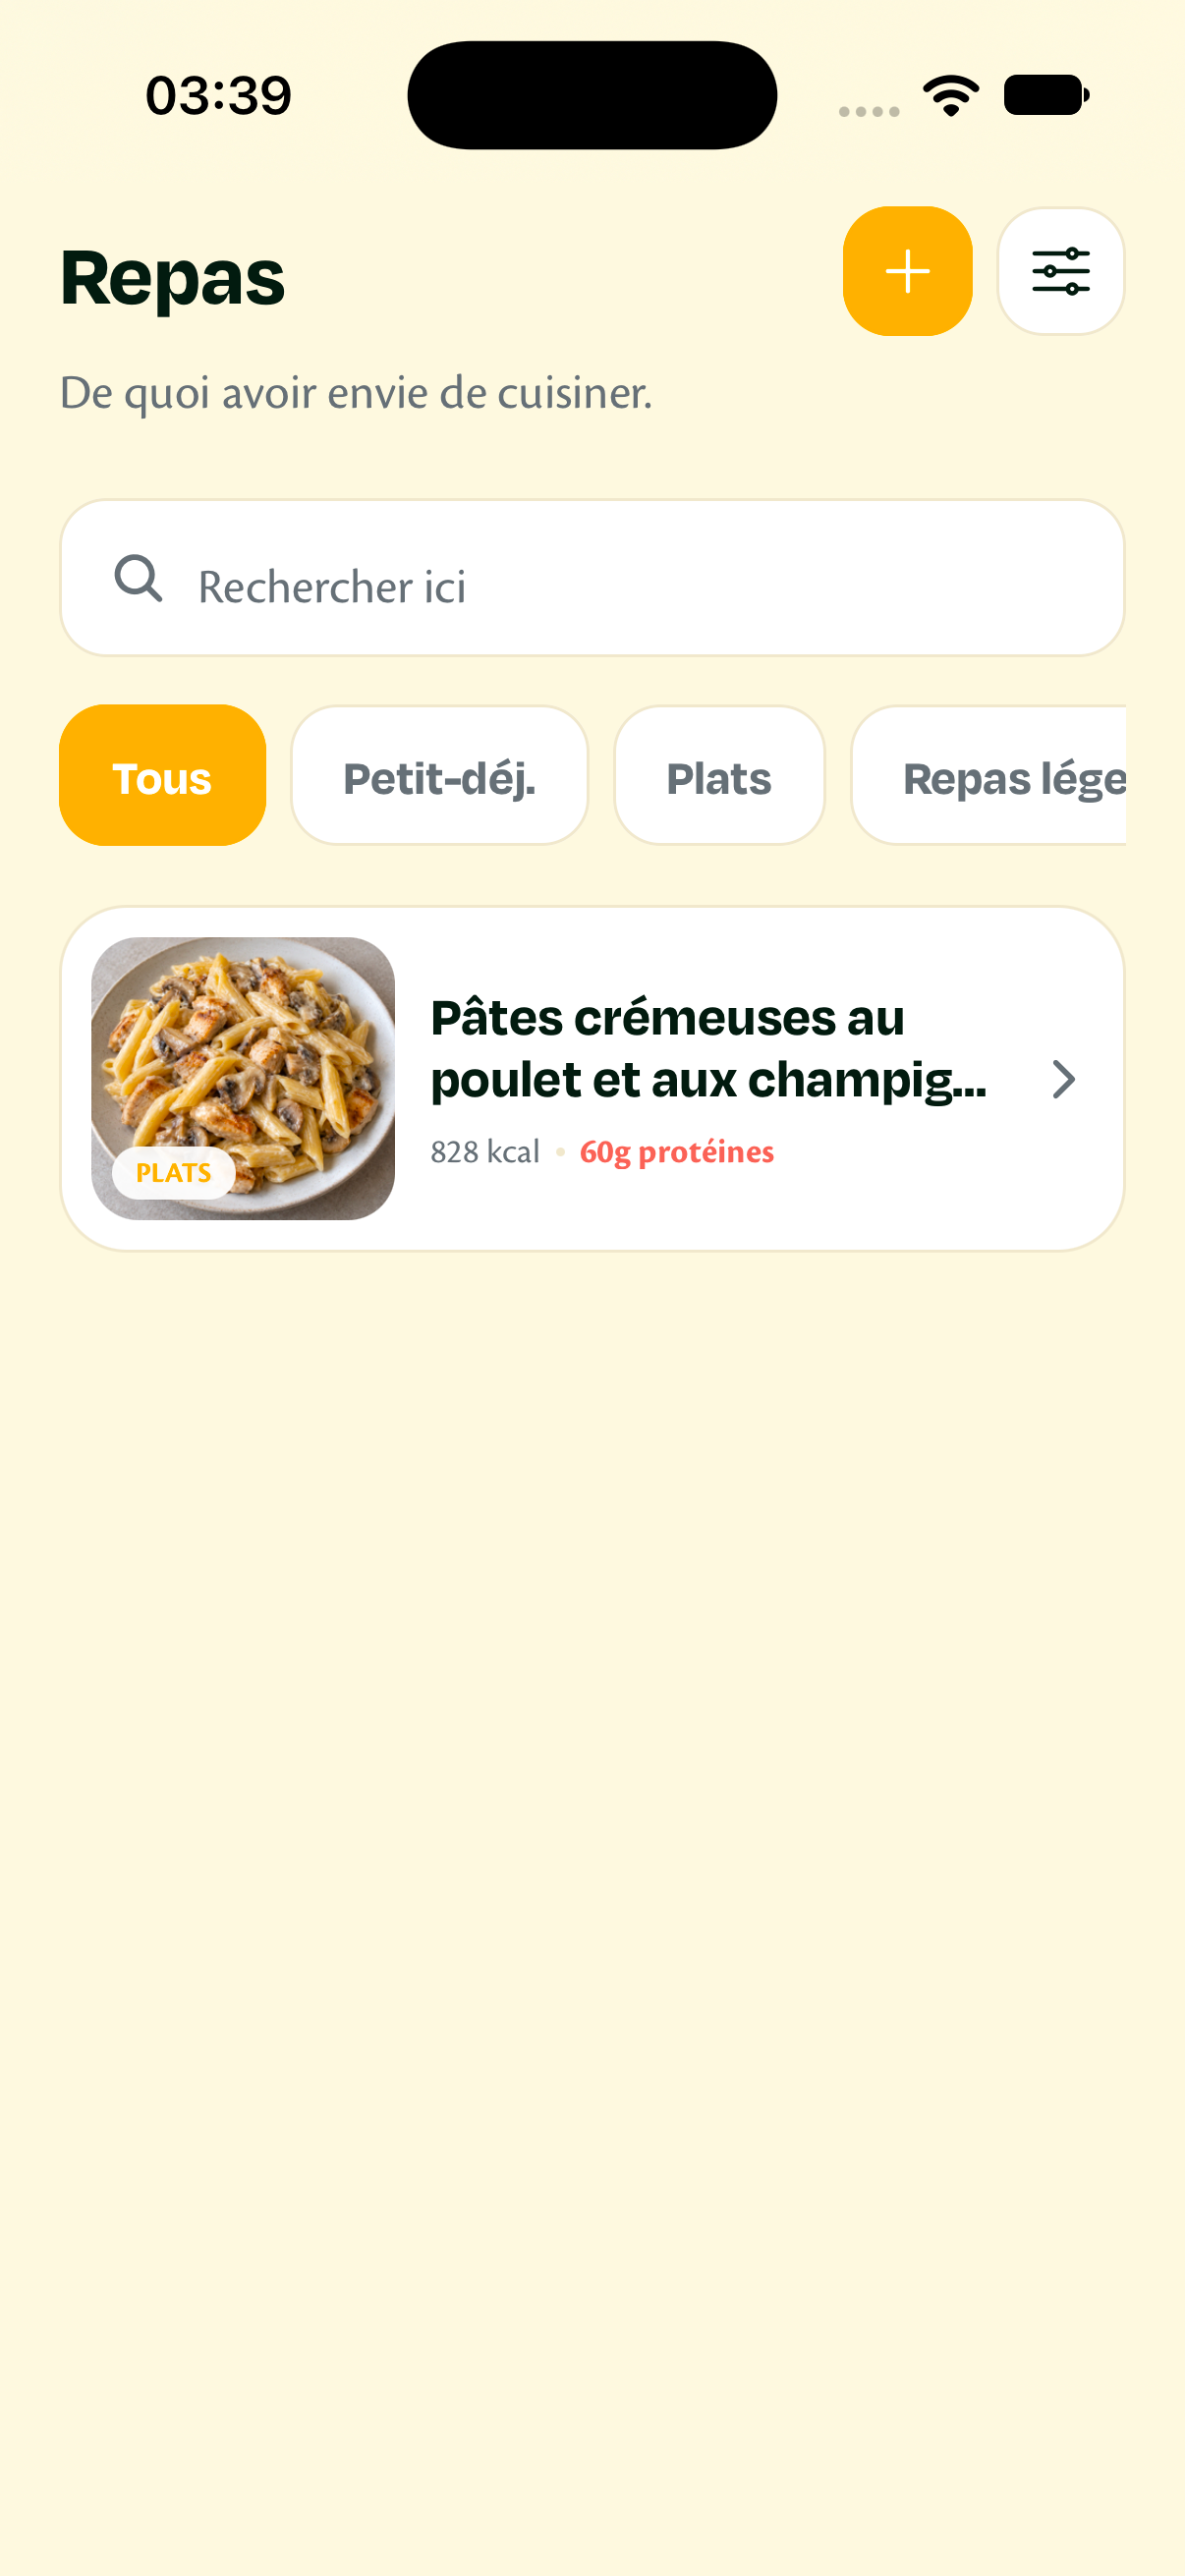 03:39
Repas
De quoi avoir envie de cuisiner.
Rechercher ici
Tous
Petit-déj.
Plats
Repas lége
Pâtes crémeuses au
poulet et aux champig...
828 kcal • 60g protéines
PLATS